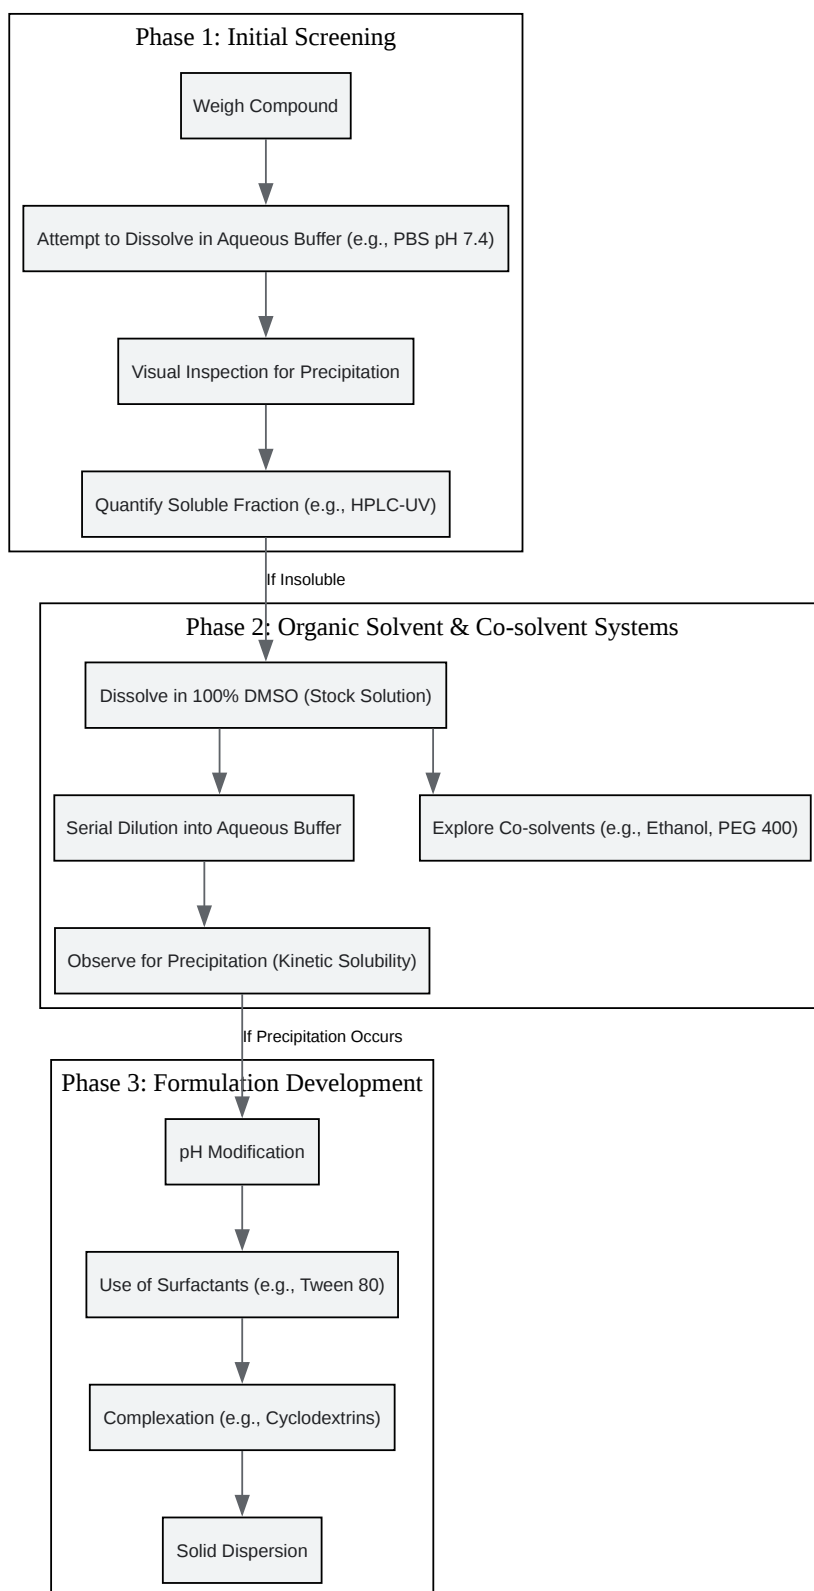 Phase 1: Initial Screening
Weigh Compound
Attempt to Dissolve in Aqueous Buffer (e.g., PBS pH 7.4)
Visual Inspection for Precipitation
Quantify Soluble Fraction (e.g., HPLC-UV)
If Insoluble
Phase 2: Organic Solvent & Co-solvent Systems
Dissolve in 100% DMSO (Stock Solution)
Serial Dilution into Aqueous Buffer
Explore Co-solvents (e.g., Ethanol, PEG 400)
Observe for Precipitation (Kinetic Solubility)
If Precipitation Occurs
Phase 3: Formulation Development
pH Modification
Use of Surfactants (e.g., Tween 80)
Complexation (e.g., Cyclodextrins)
Solid Dispersion